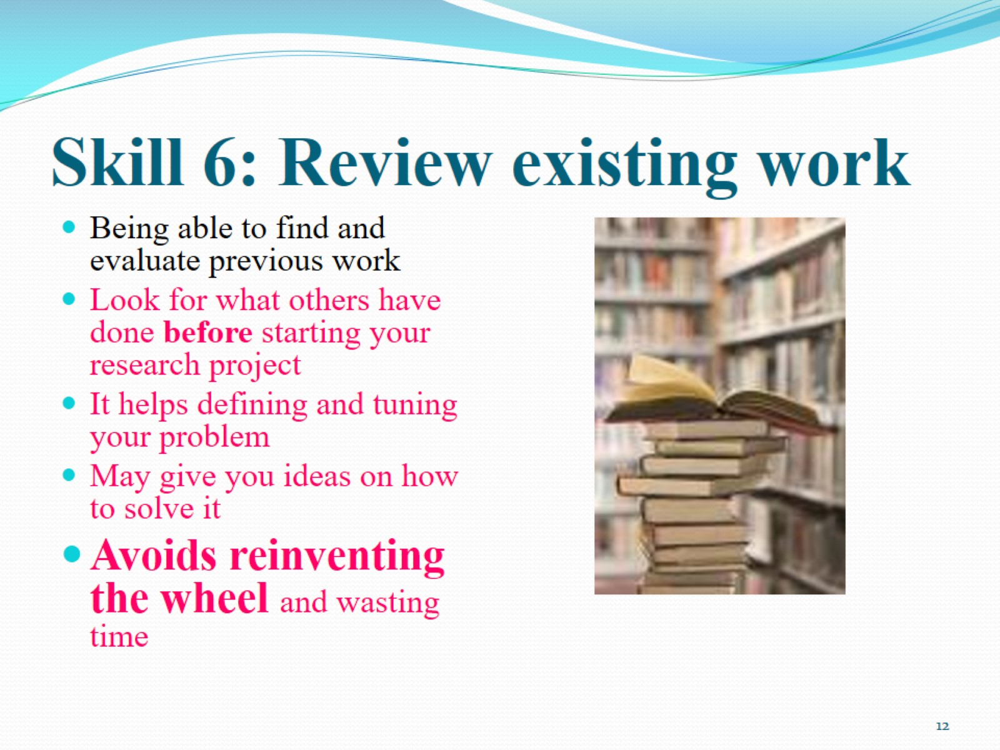 Skill 6: Review existing work
Being able to find and
evaluate previous work
Look for what others have
done before starting your
research project
It helps defining and tuning
your problem
May give you ideas on how
to solve it
Avoids reinventing
the wheel and wasting
time
12